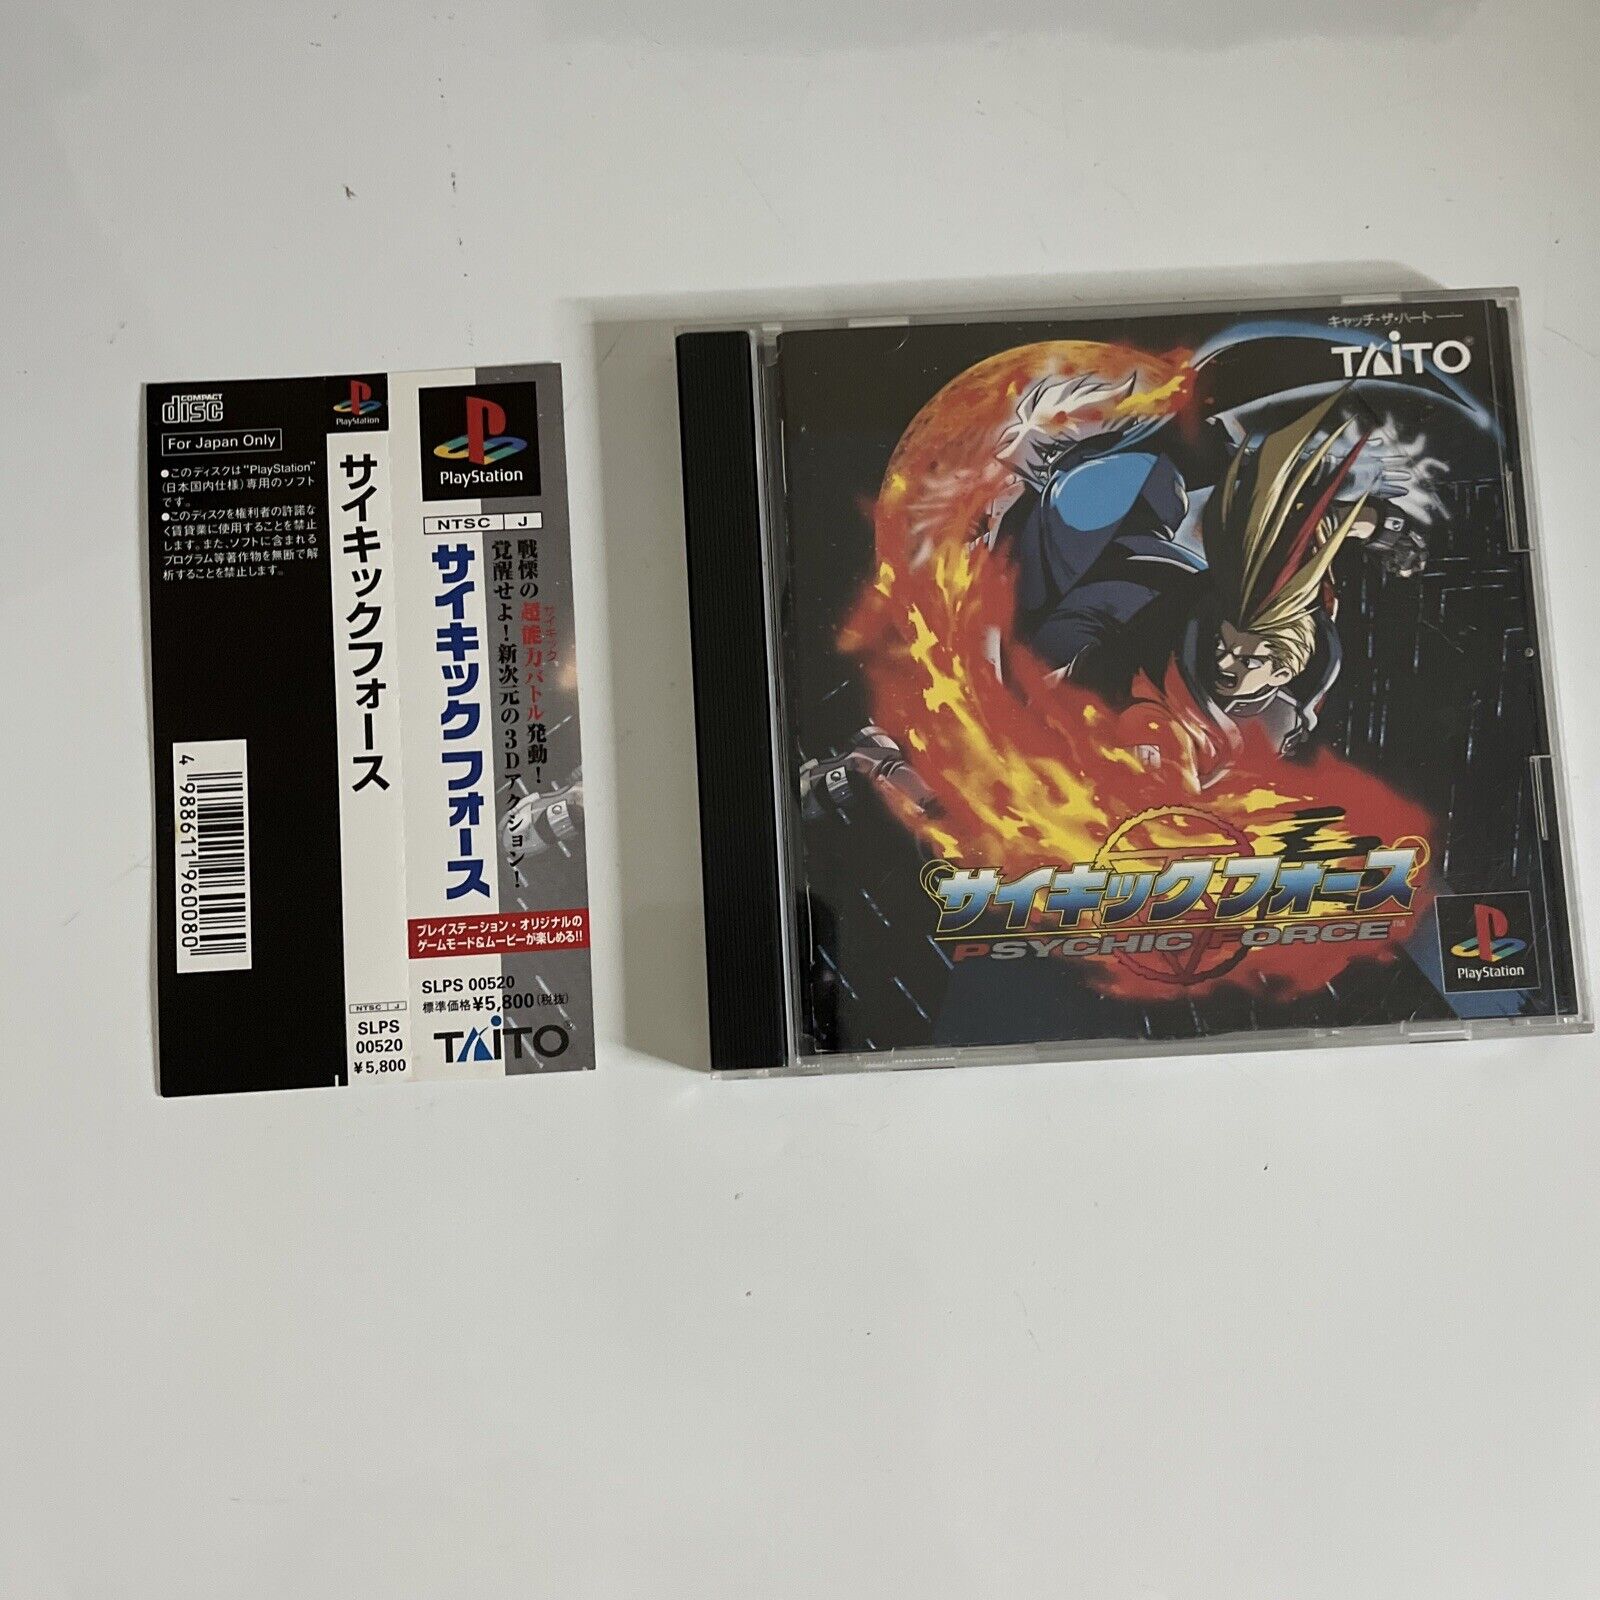 COMPACT
disc
For Japan Only
●このディスクは"PlayStation"
(日本国内仕様)専用のソフト
です。
●このディスクを権利者の許諾な
く賃貸業に使用することを禁止
します。また、ソフトに含まれる
プログラム等著作物を無断で解
析することを禁止します。
4 988611 960080
PlayStation
サイキックフォース
NTSC J
SLPS
00520
¥5,800
PlayStation
NTSC J
戦慄の超能力バトル発動!
サイキック
覚醒せよ!新次元の3Dアクション!
サイキックフォース
プレイステーション・オリジナルの
ゲームモード&ムービーが楽しめる!!
SLPS 00520
標準価格¥5,800(税抜)
TAiTO
キャッチ・ザ・ハート
TAiTO®
サイキックフォース
PSYCHIC FORCE™
PlayStation